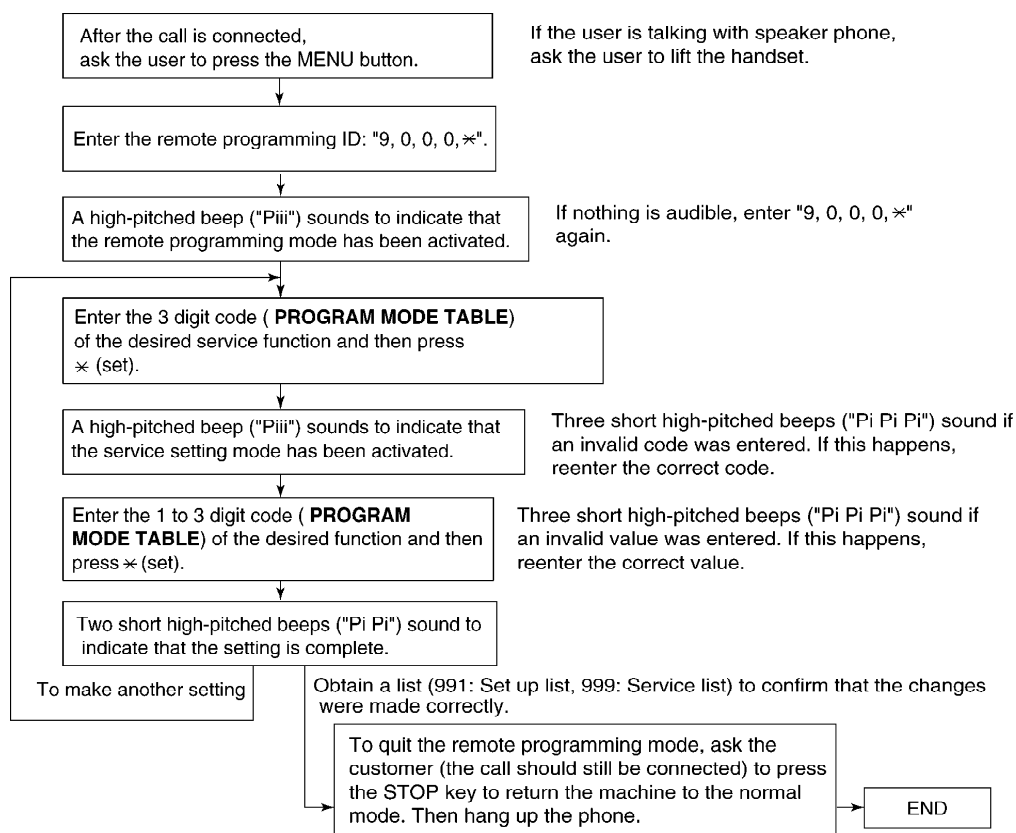 After the call is connected,
ask the user to press the MENU button.
If the user is talking with speaker phone,
ask the user to lift the handset.
Enter the remote programming ID: "9, 0, 0, 0, ✳".
A high-pitched beep ("Piii") sounds to indicate that
the remote programming mode has been activated.
If nothing is audible, enter "9, 0, 0, 0, ✳"
again.
Enter the 3 digit code ( PROGRAM MODE TABLE)
of the desired service function and then press
✳ (set).
A high-pitched beep ("Piii") sounds to indicate that
the service setting mode has been activated.
Three short high-pitched beeps ("Pi Pi Pi") sound if
an invalid code was entered. If this happens,
reenter the correct code.
Enter the 1 to 3 digit code ( PROGRAM
MODE TABLE) of the desired function and then
press ✳ (set).
Three short high-pitched beeps ("Pi Pi Pi") sound if
an invalid value was entered. If this happens,
reenter the correct value.
Two short high-pitched beeps ("Pi Pi") sound to
indicate that the setting is complete.
To make another setting
Obtain a list (991: Set up list, 999: Service list) to confirm that the changes
were made correctly.
To quit the remote programming mode, ask the
customer (the call should still be connected) to press
the STOP key to return the machine to the normal
mode. Then hang up the phone.
END